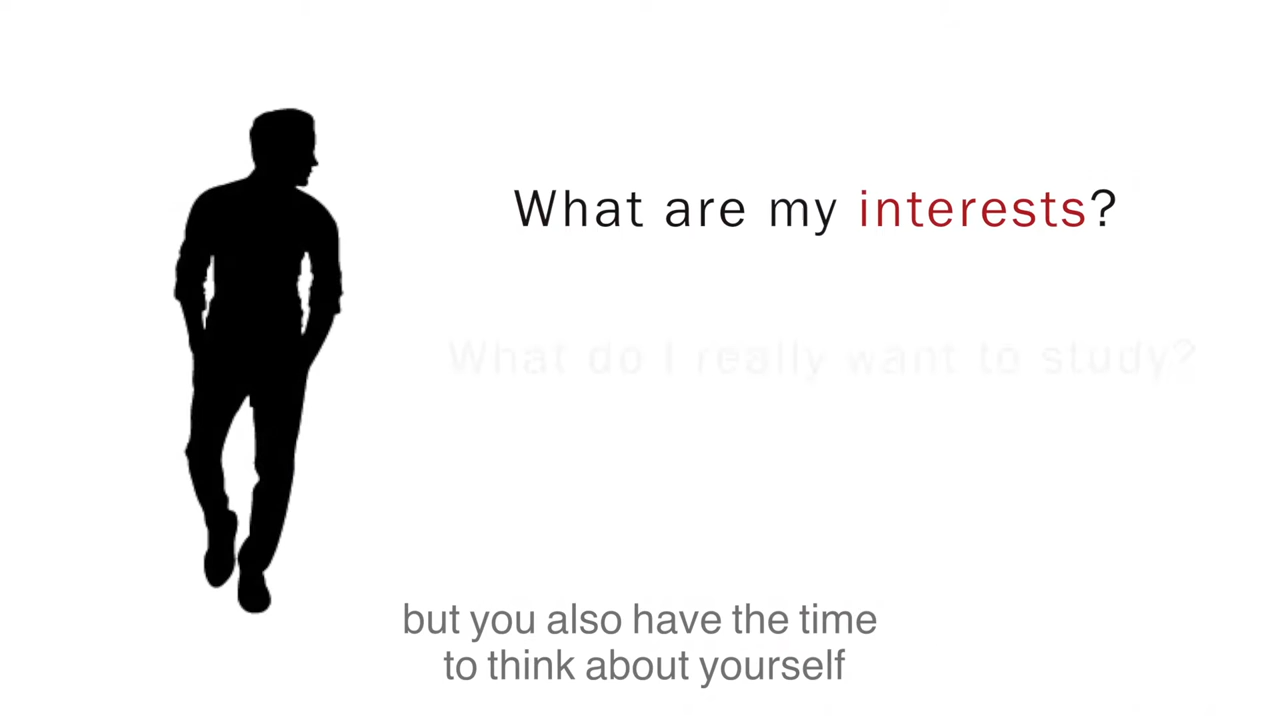 What are my interests?
What do I really want to study?
but you also have the time
to think about yourself